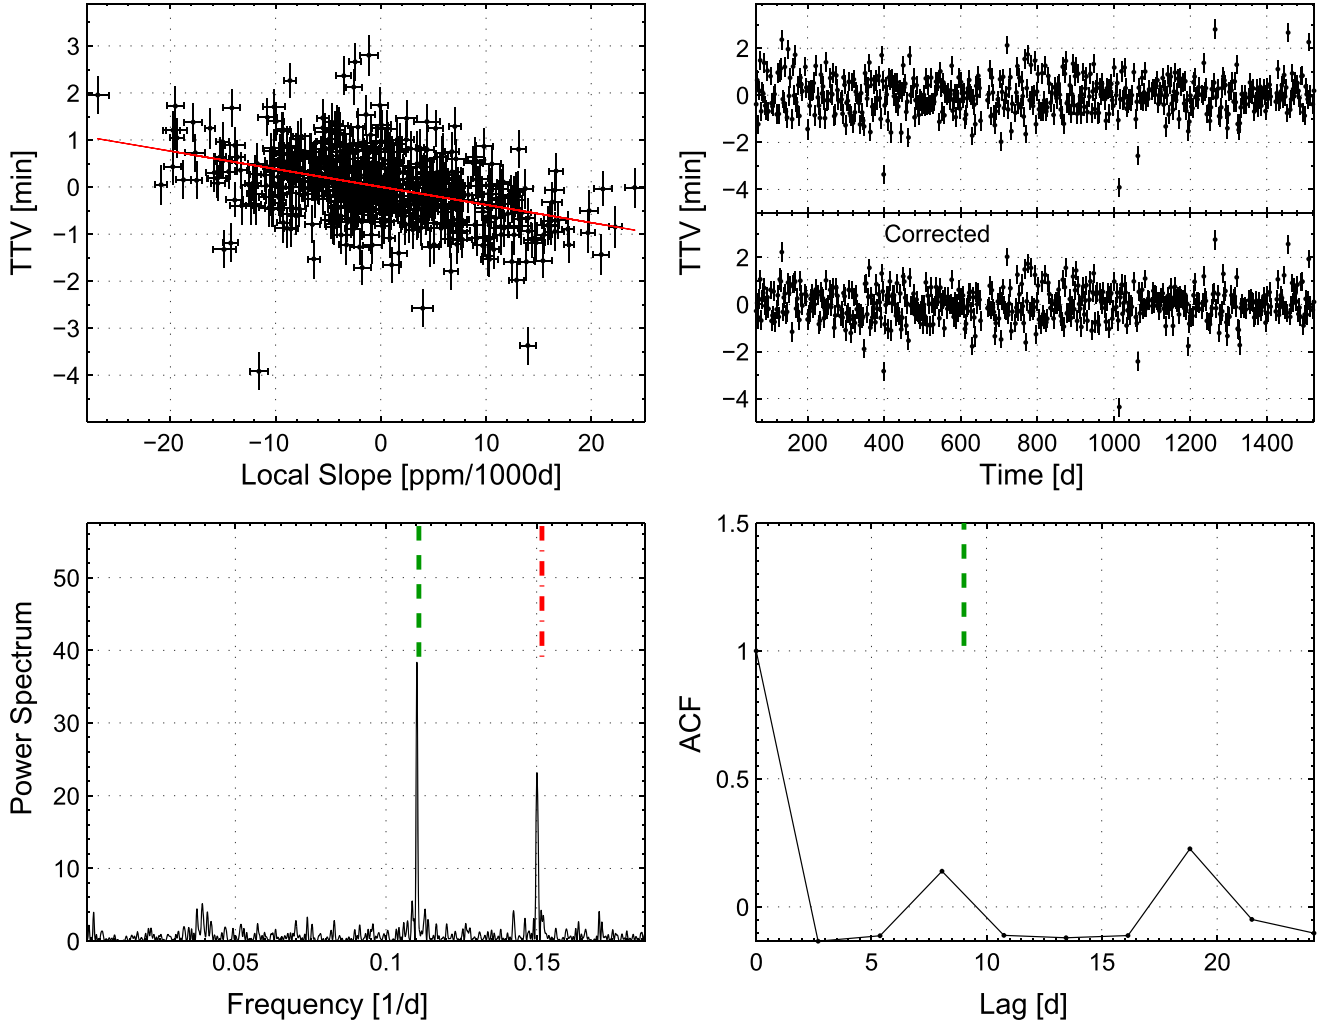 3
2
1
0
−1
−2
−3
−4
TTV [min]
−20 −10 0 10 20
Local Slope [ppm/1000d]
2
0
−2
−4
TTV [min]
Corrected
2
0
−2
−4
200 400 600 800 1000 1200 1400
Time [d]
50
40
30
20
10
0
Power Spectrum
0.05 0.1 0.15
Frequency [1/d]
1.5
1
0.5
0
ACF
0 5 10 15 20
Lag [d]